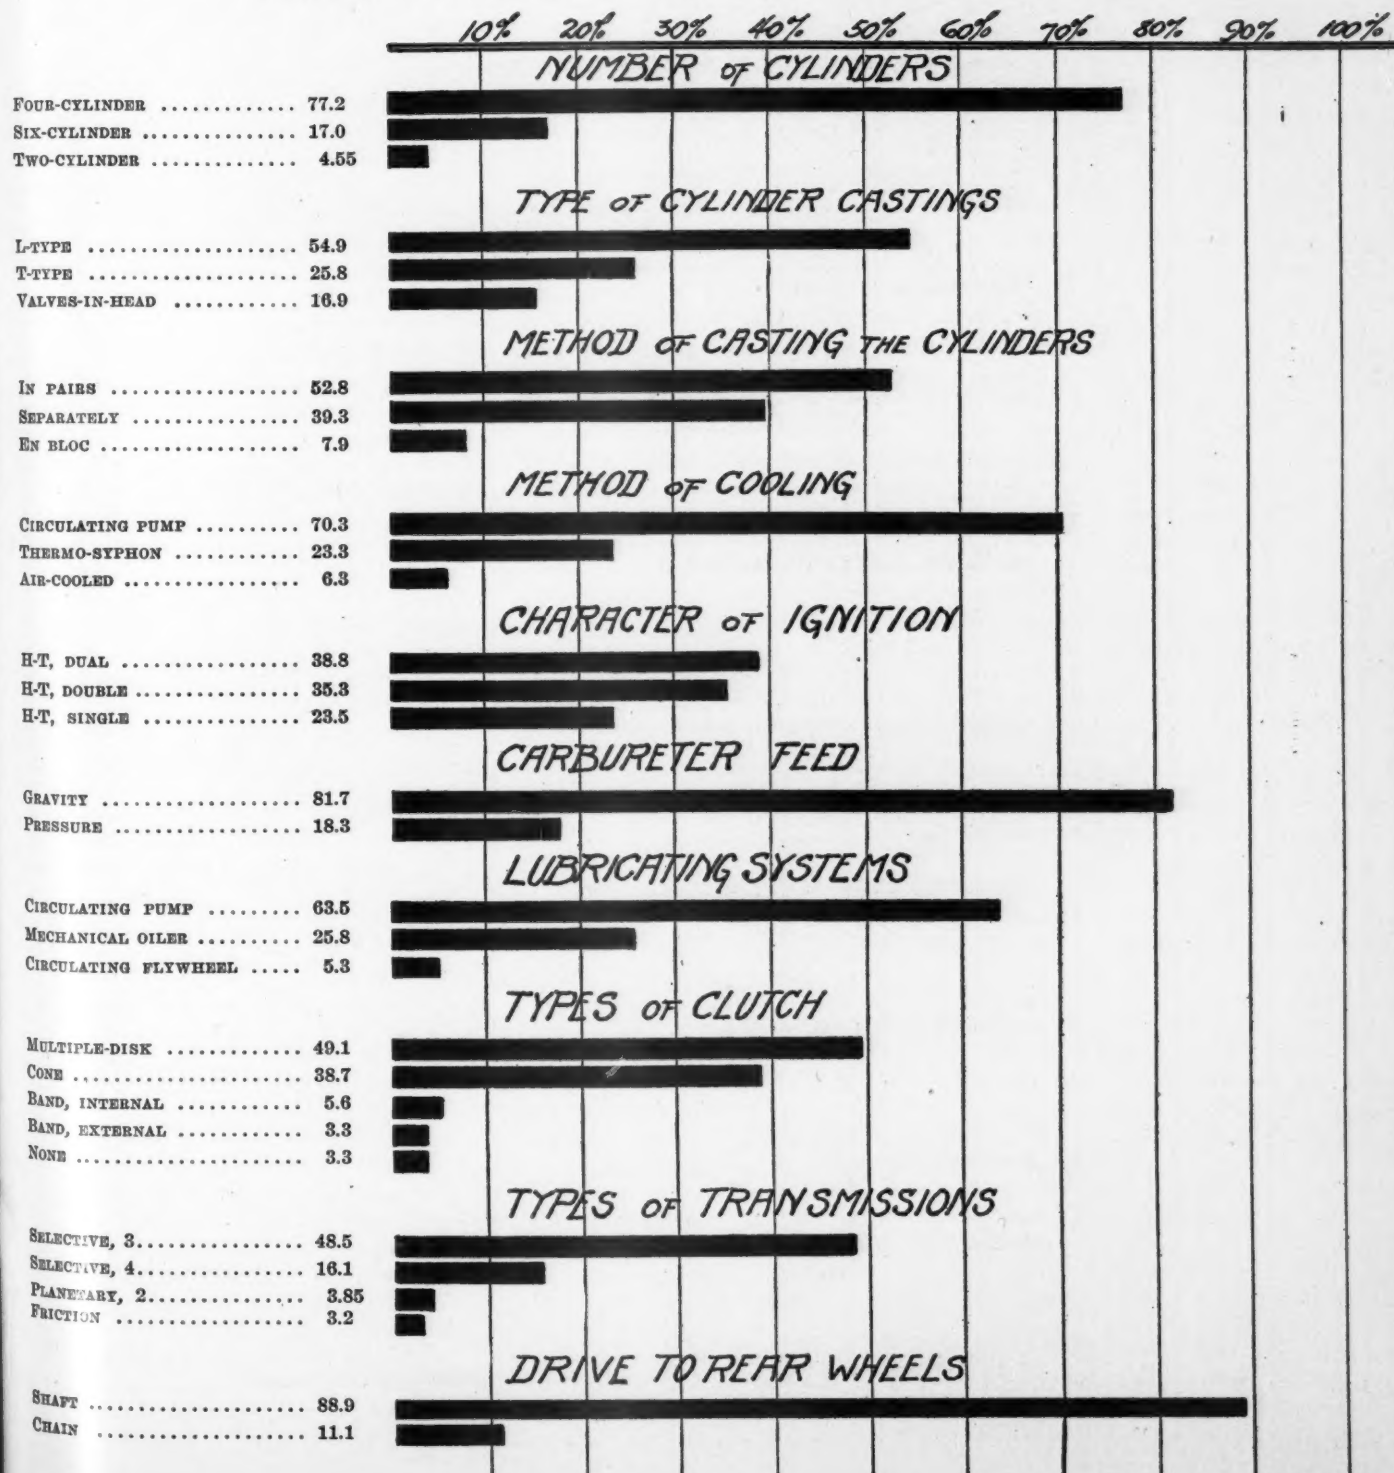 10% 20% 30% 40% 50% 60% 70% 80% 90% 100%
NUMBER OF CYLINDERS
FOUR-CYLINDER ............. 77.2
SIX-CYLINDER ............... 17.0
TWO-CYLINDER .............. 4.55
TYPE OF CYLINDER CASTINGS
L-TYPE .................... 54.9
T-TYPE .................... 25.8
VALVES-IN-HEAD ............ 16.9
METHOD OF CASTING THE CYLINDERS
IN PAIRS .................. 52.8
SEPARATELY ................ 39.3
EN BLOC ................... 7.9
METHOD OF COOLING
CIRCULATING PUMP .......... 70.3
THERMO-SYPHON ............ 23.3
AIR-COOLED ................. 6.3
CHARACTER OF IGNITION
H-T, DUAL ................. 38.8
H-T, DOUBLE ................ 35.3
H-T, SINGLE ............... 23.5
CARBURETER FEED
GRAVITY ................... 81.7
PRESSURE .................. 18.3
LUBRICATING SYSTEMS
CIRCULATING PUMP ......... 63.5
MECHANICAL OILER .......... 25.8
CIRCULATING FLYWHEEL ..... 5.3
TYPES OF CLUTCH
MULTIPLE-DISK ............. 49.1
CONE ...................... 38.7
BAND, INTERNAL ............ 5.6
BAND, EXTERNAL ............ 3.3
NONE ...................... 3.3
TYPES OF TRANSMISSIONS
SELECTIVE, 3................ 48.5
SELECTIVE, 4................ 16.1
PLANETARY, 2............... 3.85
FRICTION .................. 3.2
DRIVE TO REAR WHEELS
SHAFT ..................... 88.9
CHAIN .................... 11.1